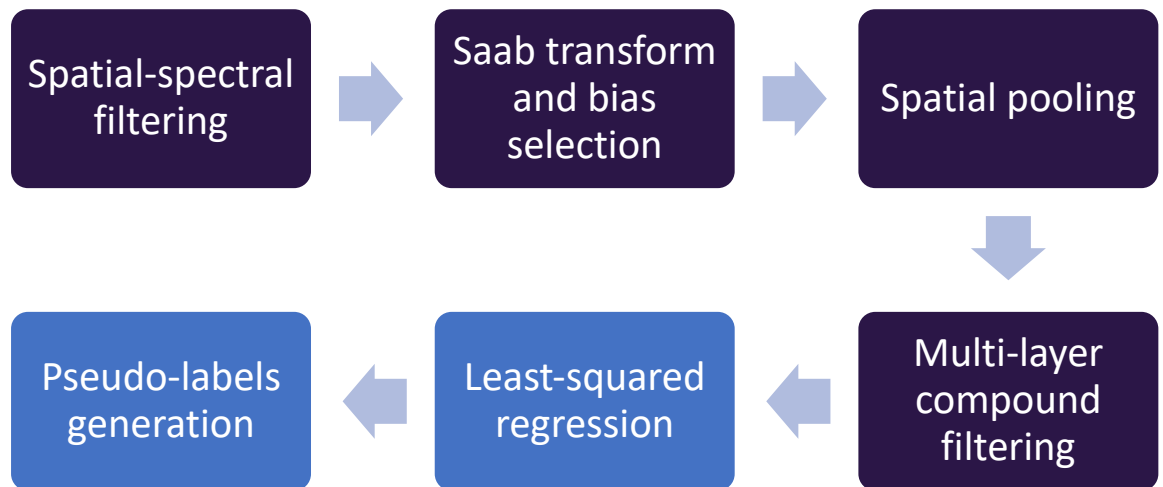 Spatial-spectral
filtering
Saab transform
and bias
selection
Spatial pooling
Multi-layer
compound
filtering
Least-squared
regression
Pseudo-labels
generation